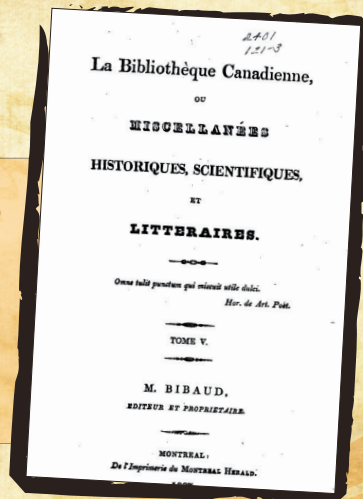 2401
121-3
La Bibliothèque Canadienne,
OU
MISCELLANÉES
HISTORIQUES, SCIENTIFIQUES,
ET
LITTERAIRES.
Omne tulit punctum qui miscuit utile dulci.
Hor. de Art. Poët.
TOME V.
M. BIBAUD,
EDITEUR ET PROPRIETAIRE.
MONTREAL:
De l'Imprimerie du MONTREAL HERALD.